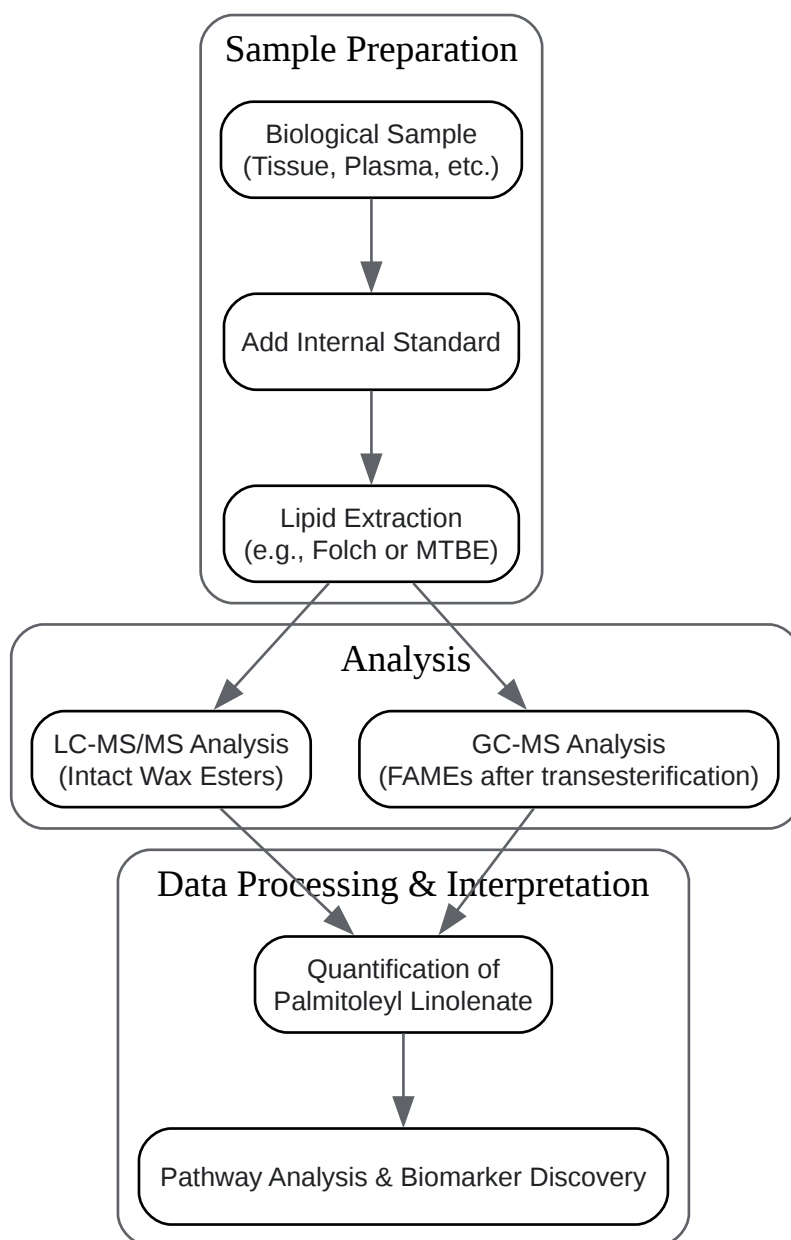 Sample Preparation
Biological Sample
(Tissue, Plasma, etc.)
Add Internal Standard
Lipid Extraction
(e.g., Folch or MTBE)
Analysis
LC-MS/MS Analysis
(Intact Wax Esters)
GC-MS Analysis
(FAMEs after transesterification)
Data Processing & Interpretation
Quantification of
Palmitoleyl Linolenate
Pathway Analysis & Biomarker Discovery